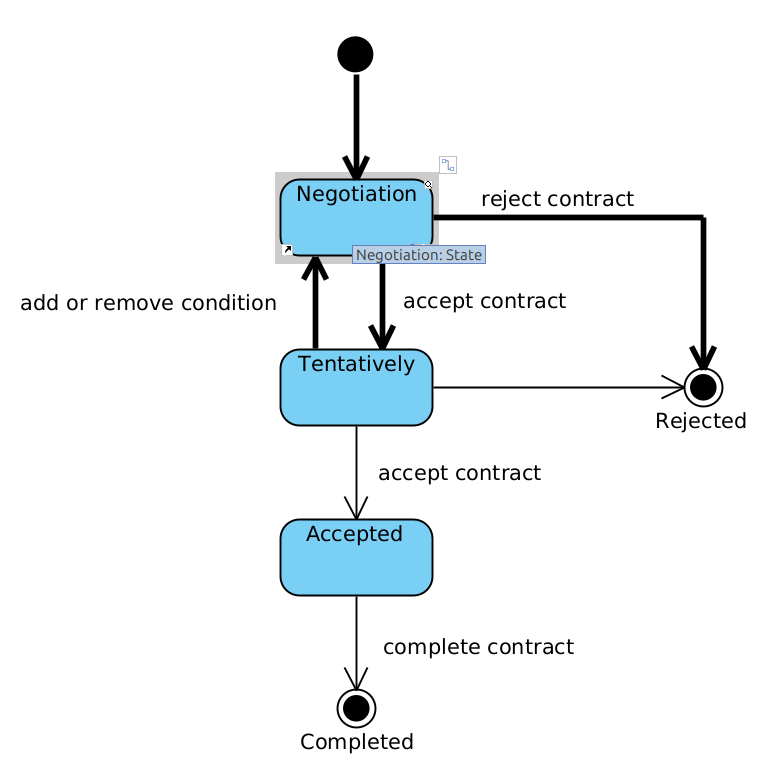 Negotiation
reject contract
Negotiation: State
add or remove condition
accept contract
Tentatively
Rejected
accept contract
Accepted
complete contract
Completed